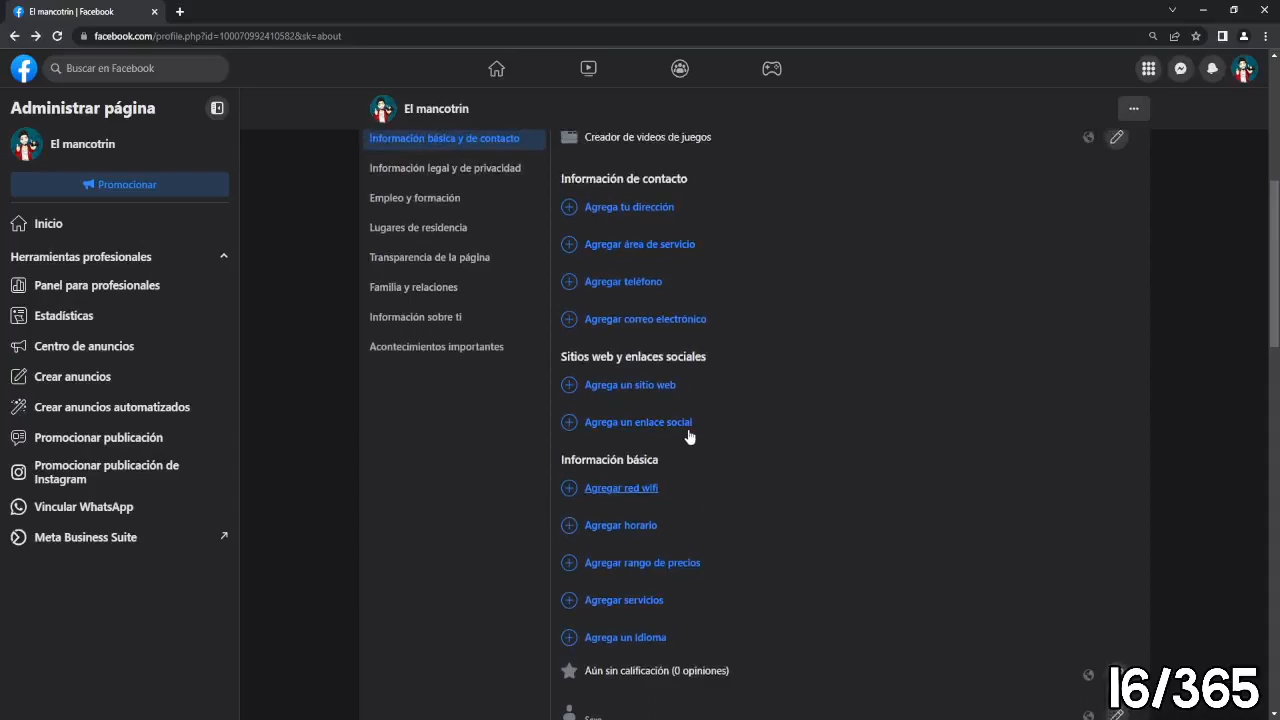 El mancotrin | Facebook
facebook.com/profile.php?id=100070992410582&sk=about
Buscar en Facebook
Administrar página
El mancotrin
Promocionar
Inicio
Herramientas profesionales
Panel para profesionales
Estadísticas
Centro de anuncios
Crear anuncios
Crear anuncios automatizados
Promocionar publicación
Promocionar publicación de
Instagram
Vincular WhatsApp
Meta Business Suite
El mancotrin
Información básica y de contacto
Información legal y de privacidad
Empleo y formación
Lugares de residencia
Transparencia de la página
Familia y relaciones
Información sobre ti
Acontecimientos importantes
Creador de videos de juegos
Información de contacto
Agrega tu dirección
Agregar área de servicio
Agregar teléfono
Agregar correo electrónico
Sitios web y enlaces sociales
Agrega un sitio web
Agrega un enlace social
Información básica
Agregar red wifi
Agregar horario
Agregar rango de precios
Agregar servicios
Agrega un idioma
Aún sin calificación (0 opiniones)
16/365